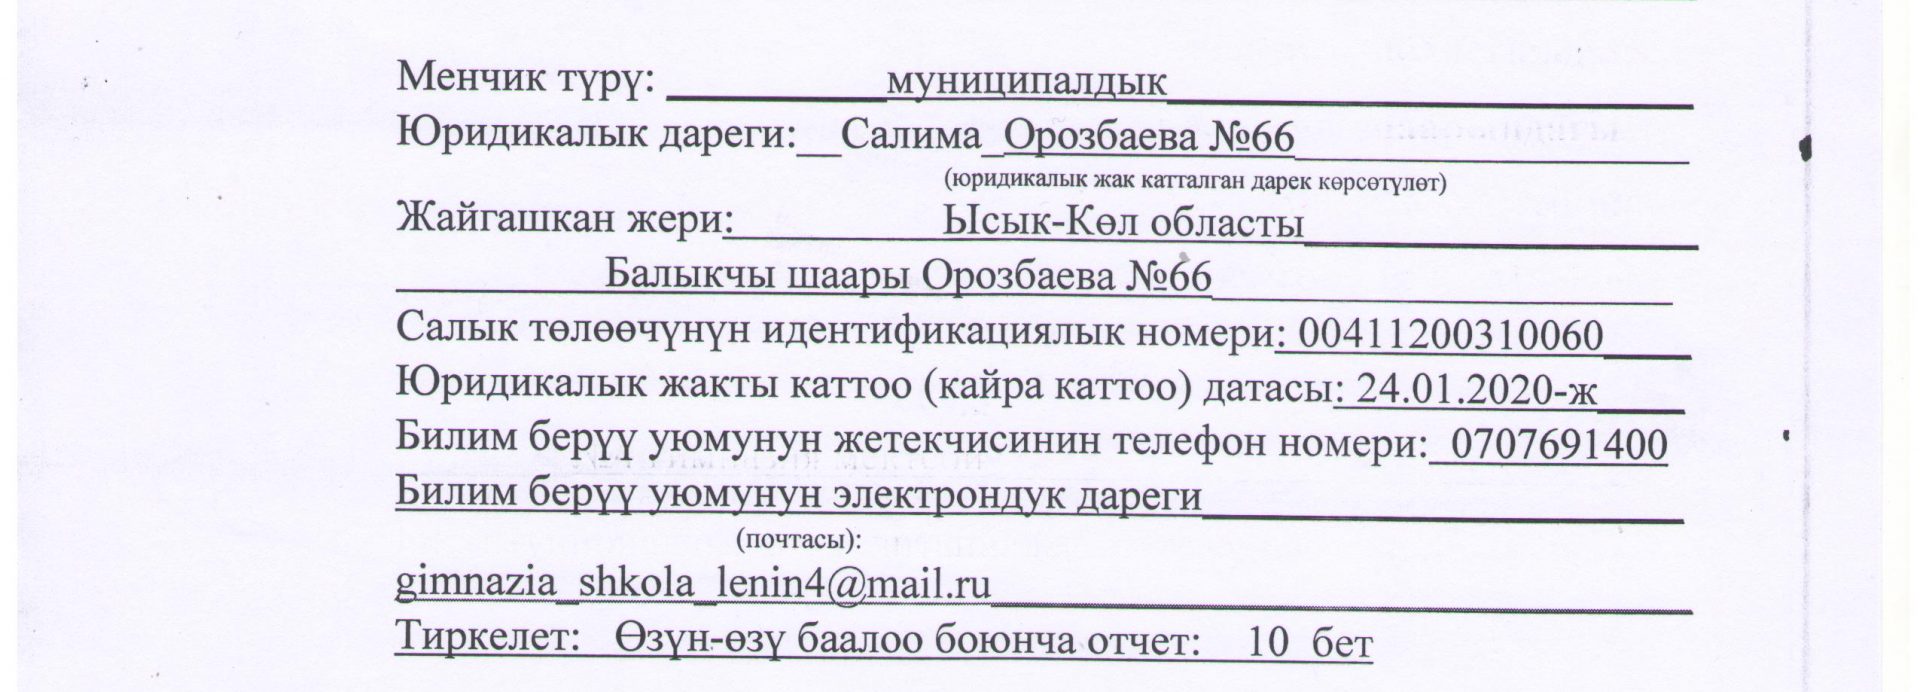 Менчик түрү: муниципалдык
Юридикалык дареги: Салима Орозбаева №66
(юридикалык жак катталган дарек көрсөтүлөт)
Жайгашкан жери: Ысык-Көл областы
Балыкчы шаары Орозбаева №66
Салык төлөөчүнүн идентификациялык номери: 00411200310060
Юридикалык жакты каттоо (кайра каттоо) датасы: 24.01.2020-ж
Билим берүү уюмунун жетекчисинин телефон номери: 0707691400
Билим берүү уюмунун электрондук дареги
(почтасы):
gimnazia_shkola_lenin4@mail.ru
Тиркелет: Өзүн-өзү баалоо боюнча отчет: 10 бет